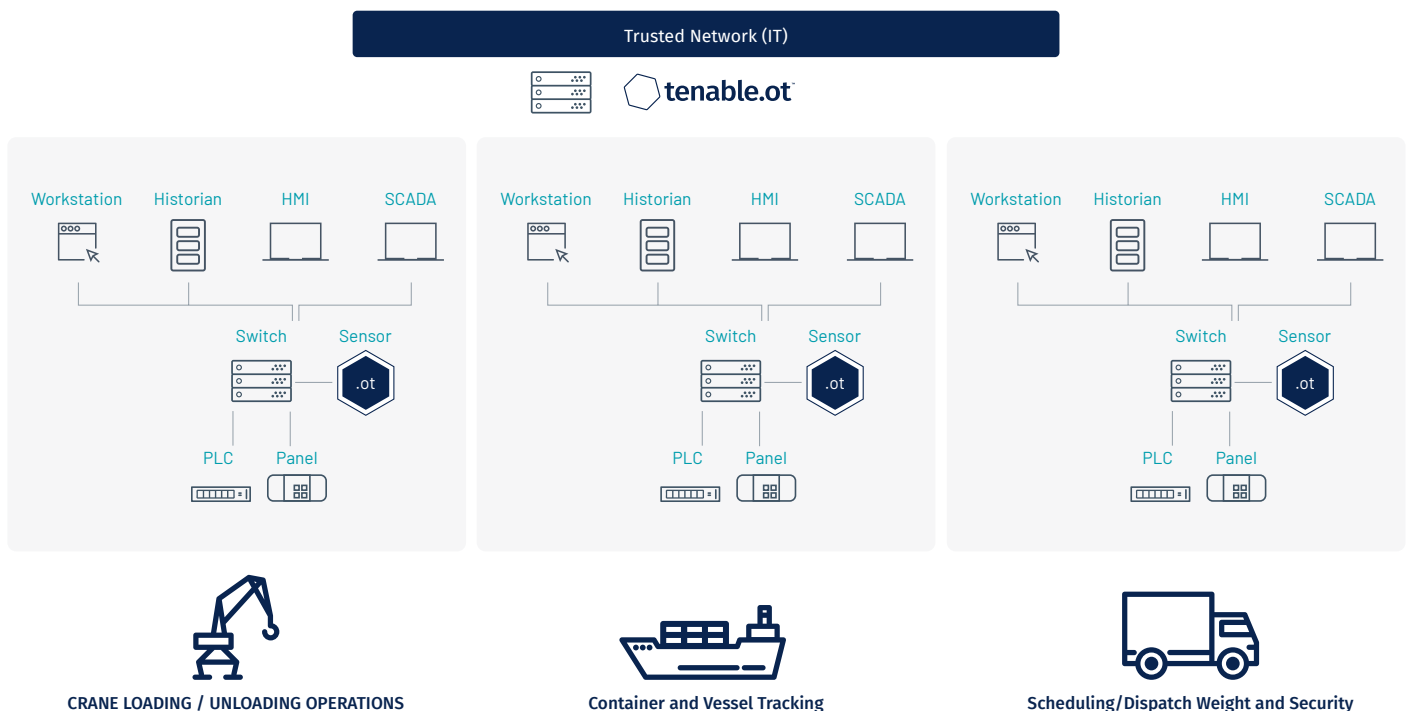 Trusted Network (IT)
tenable.ot™
Workstation Historian HMI SCADA
Switch Sensor
.ot
PLC Panel
Workstation Historian HMI SCADA
Switch Sensor
.ot
PLC Panel
Workstation Historian HMI SCADA
Switch Sensor
.ot
PLC Panel
CRANE LOADING / UNLOADING OPERATIONS
Container and Vessel Tracking
Scheduling/Dispatch Weight and Security